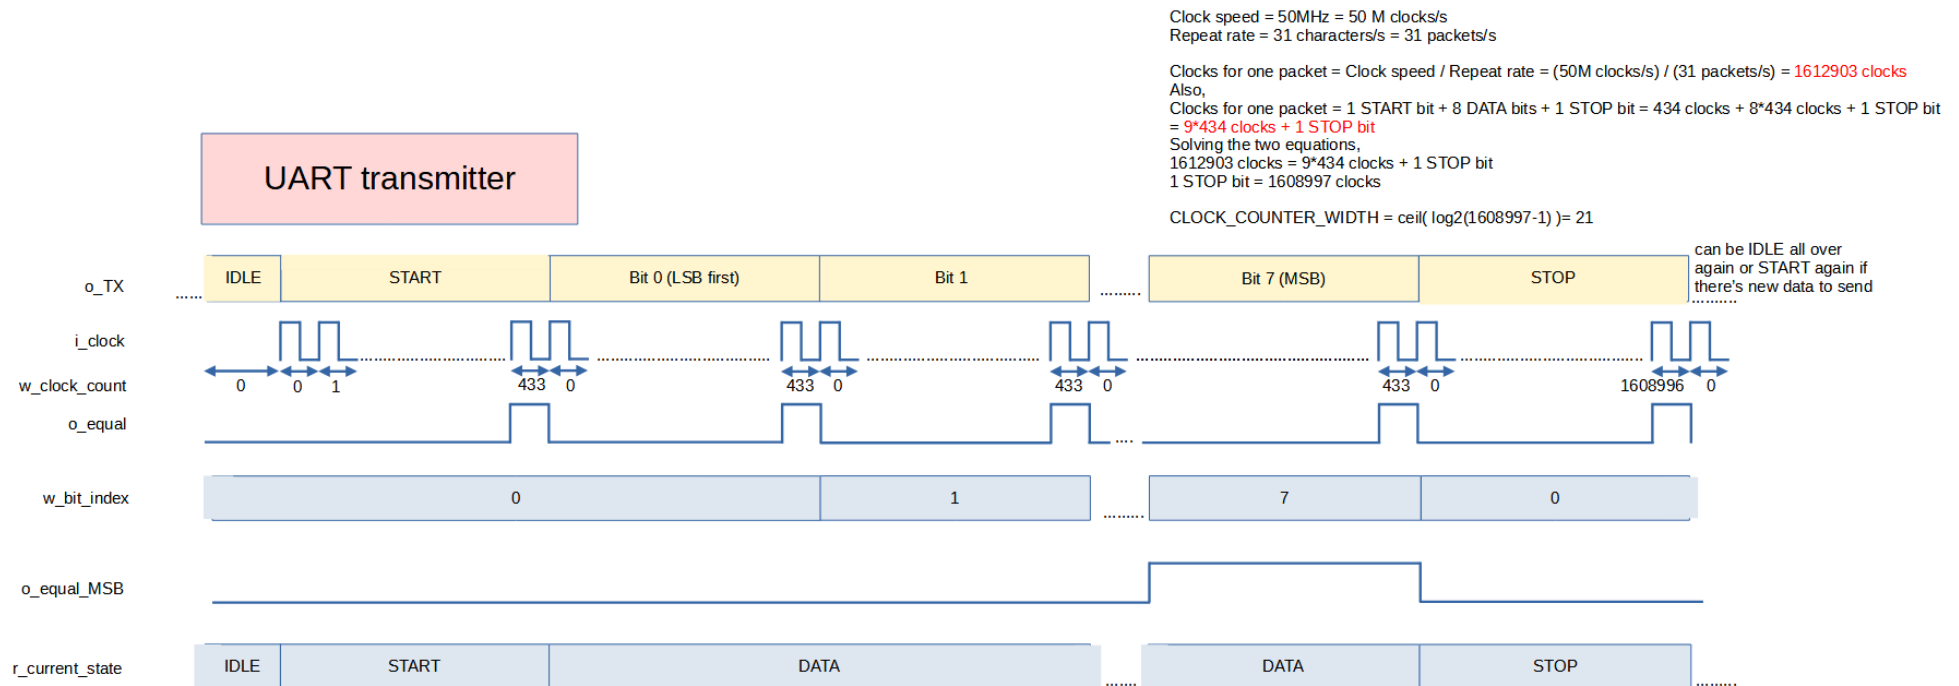 Clock speed = 50MHz = 50 M clocks/s
Repeat rate = 31 characters/s = 31 packets/s
Clocks for one packet = Clock speed / Repeat rate = (50M clocks/s) / (31 packets/s) = 1612903 clocks
Also,
Clocks for one packet = 1 START bit + 8 DATA bits + 1 STOP bit = 434 clocks + 8*434 clocks + 1 STOP bit
= 9*434 clocks + 1 STOP bit
Solving the two equations,
1612903 clocks = 9*434 clocks + 1 STOP bit
1 STOP bit = 1608997 clocks
CLOCK_COUNTER_WIDTH = ceil( log2(1608997-1) )= 21
UART transmitter
can be IDLE all over
again or START again if
there's new data to send
o_TX ...... IDLE START Bit 0 (LSB first) Bit 1 ......... Bit 7 (MSB) STOP .........
i_clock
w_clock_count 0 0 1 433 0 433 0 433 0 433 0 1608996 0
o_equal ....
w_bit_index 0 1 ......... 7 0
o_equal_MSB
r_current_state IDLE START DATA ....... DATA STOP .........